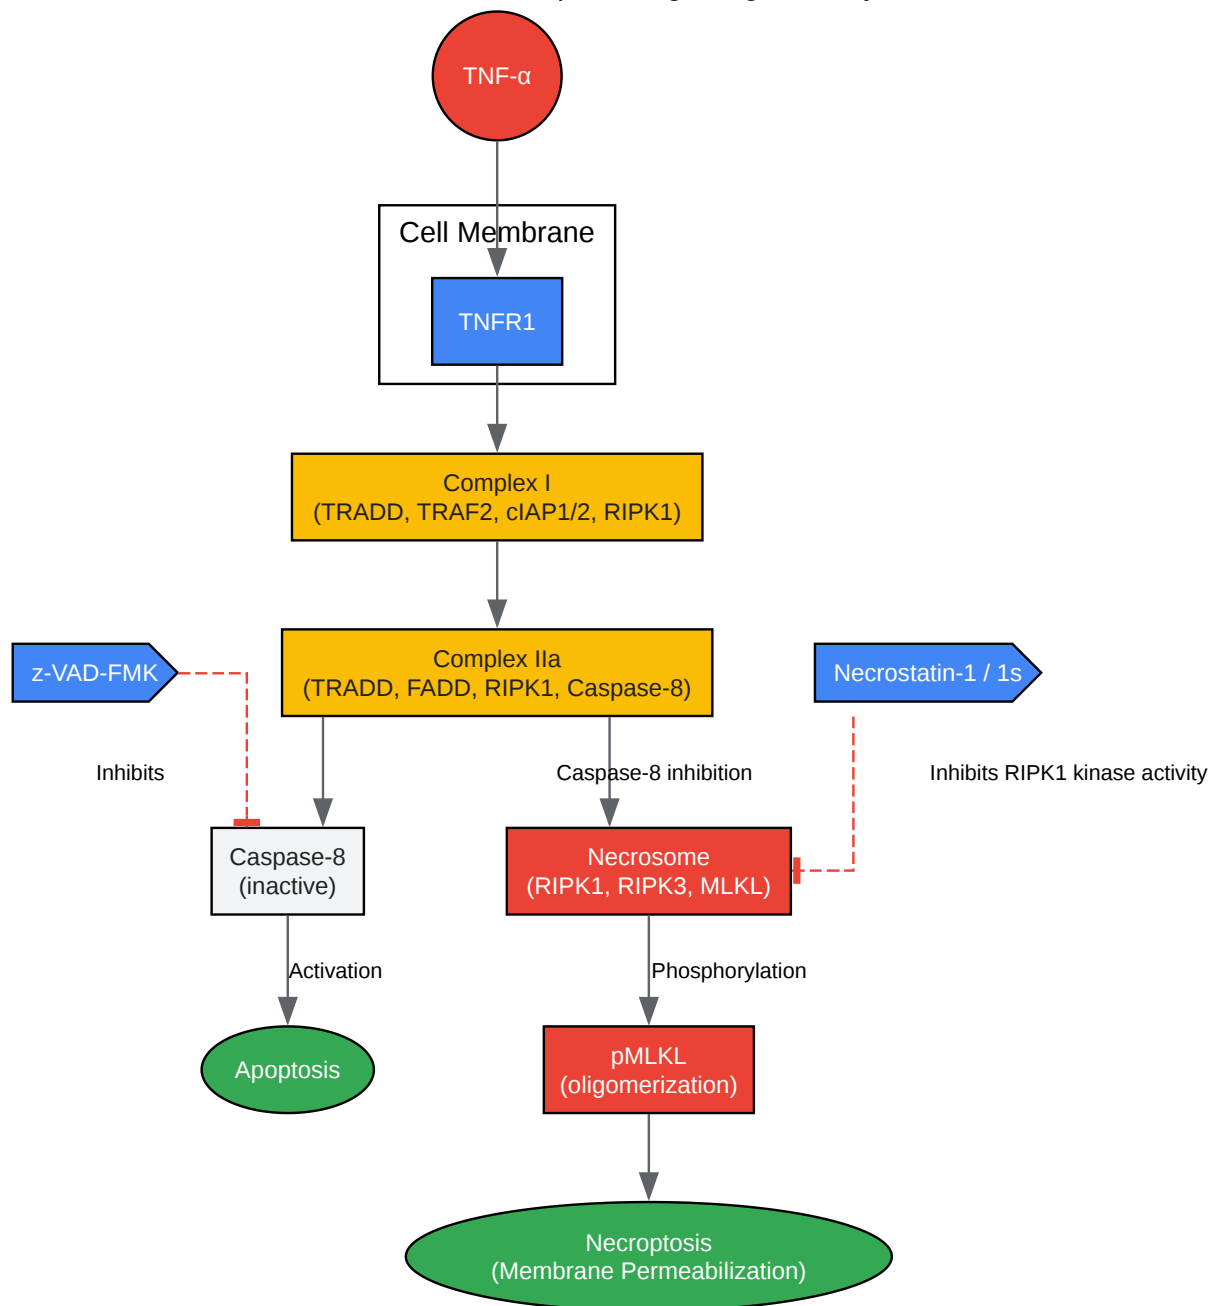 TNF-α
Cell Membrane
TNFR1
Complex I
(TRADD, TRAF2, cIAP1/2, RIPK1)
Complex IIa
(TRADD, FADD, RIPK1, Caspase-8)
z-VAD-FMK
Necrostatin-1 / 1s
Inhibits
Caspase-8 inhibition
Inhibits RIPK1 kinase activity
Caspase-8
(inactive)
Necrosome
(RIPK1, RIPK3, MLKL)
Activation
Phosphorylation
Apoptosis
pMLKL
(oligomerization)
Necroptosis
(Membrane Permeabilization)